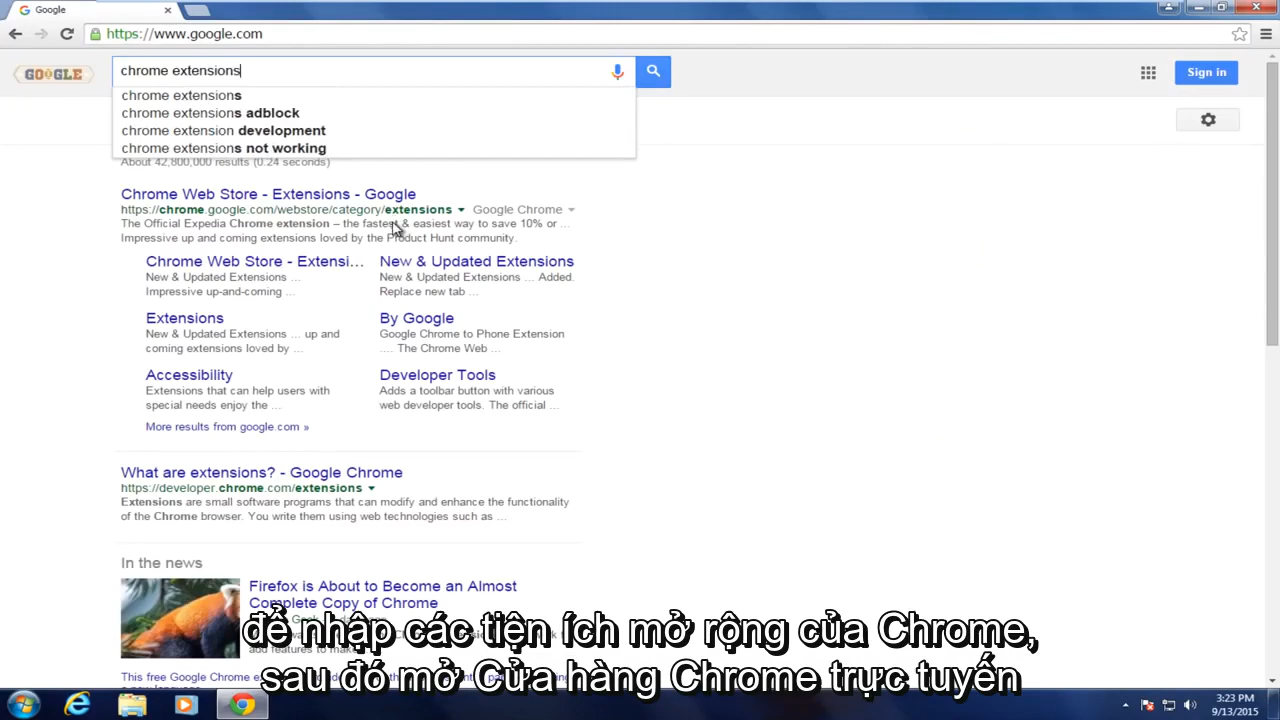 Google
https://www.google.com
GOOGLE
chrome extensions
Sign in
chrome extensions
chrome extensions adblock
chrome extension development
chrome extensions not working
About 42,800,000 results (0.24 seconds)
Chrome Web Store - Extensions - Google
https://chrome.google.com/webstore/category/extensions Google Chrome
The Official Expedia Chrome extension – the fastest & easiest way to save 10% or ...
Impressive up and coming extensions loved by the Product Hunt community.
Chrome Web Store - Extensi...
New & Updated Extensions ...
Impressive up-and-coming ...
New & Updated Extensions
New & Updated Extensions ... Added.
Replace new tab ...
Extensions
New & Updated Extensions ... up and
coming extensions loved by ...
By Google
Google Chrome to Phone Extension
.... The Chrome Web ...
Accessibility
Extensions that can help users with
special needs enjoy the ...
Developer Tools
Adds a toolbar button with various
web developer tools. The official ...
More results from google.com »
What are extensions? - Google Chrome
https://developer.chrome.com/extensions
Extensions are small software programs that can modify and enhance the functionality
of the Chrome browser. You write them using web technologies such as ...
In the news
Firefox is About to Become an Almost
Complete Copy of Chrome
để nhập các tiện ích mở rộng của Chrome,
sau đó mở Cửa hàng Chrome trực tuyến
3:23 PM
9/13/2015